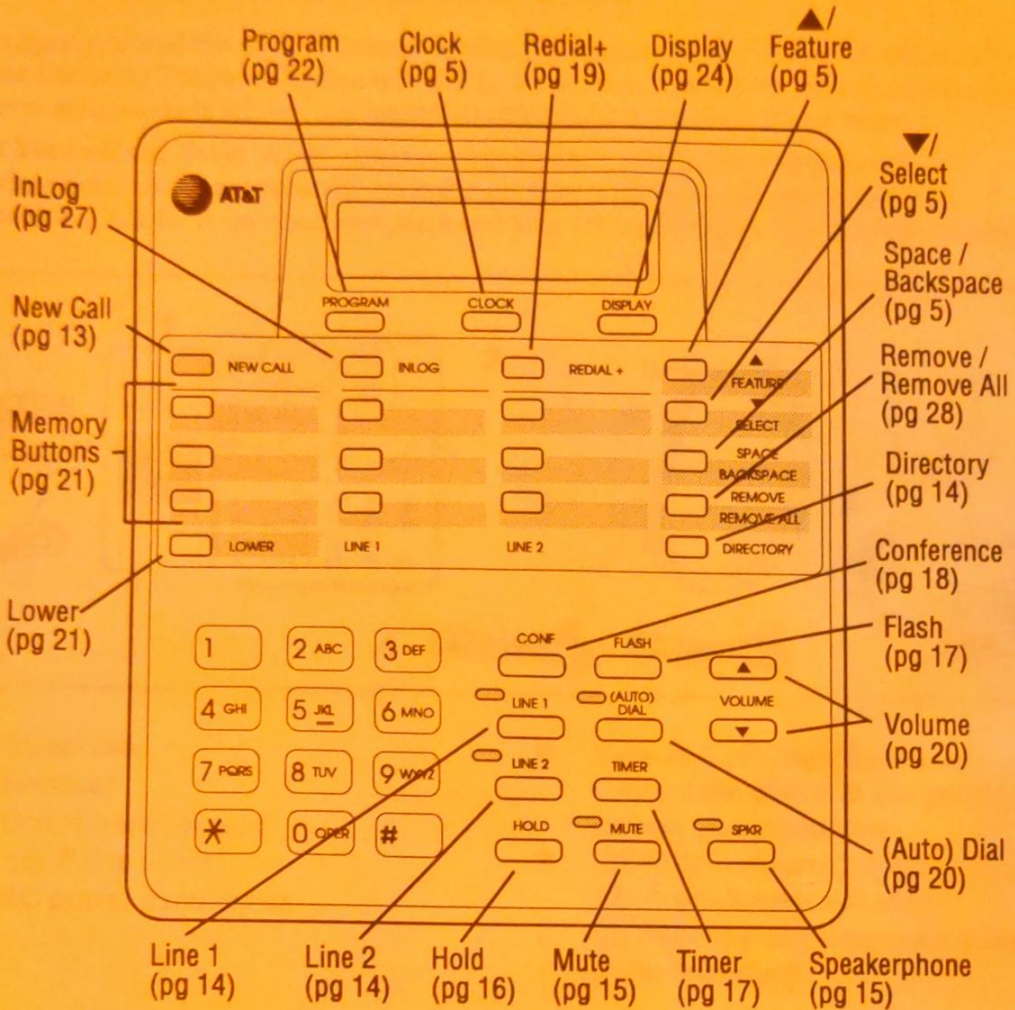 Program
(pg 22)
Clock
(pg 5)
Redial+
(pg 19)
Display
(pg 24)
▲/
Feature
(pg 5)
▼/
Select
(pg 5)
Space /
Backspace
(pg 5)
Remove /
Remove All
(pg 28)
Directory
(pg 14)
Conference
(pg 18)
Flash
(pg 17)
Volume
(pg 20)
(Auto) Dial
(pg 20)
InLog
(pg 27)
New Call
(pg 13)
Memory
Buttons
(pg 21)
Lower
(pg 21)
AT&T
PROGRAM CLOCK DISPLAY
NEW CALL INLOG REDIAL + ▲
FEATURE
▼
SELECT
SPACE
BACKSPACE
REMOVE
REMOVE ALL
LOWER LINE 1 LINE 2 DIRECTORY
1 2 ABC 3 DEF
4 GHI 5 JKL 6 MNO
7 PQRS 8 TUV 9 WXYZ
* 0 OPER #
CONF FLASH ▲
LINE 1 (AUTO) DIAL VOLUME
▼
LINE 2 TIMER
HOLD MUTE SPKR
Line 1
(pg 14)
Line 2
(pg 14)
Hold
(pg 16)
Mute
(pg 15)
Timer
(pg 17)
Speakerphone
(pg 15)